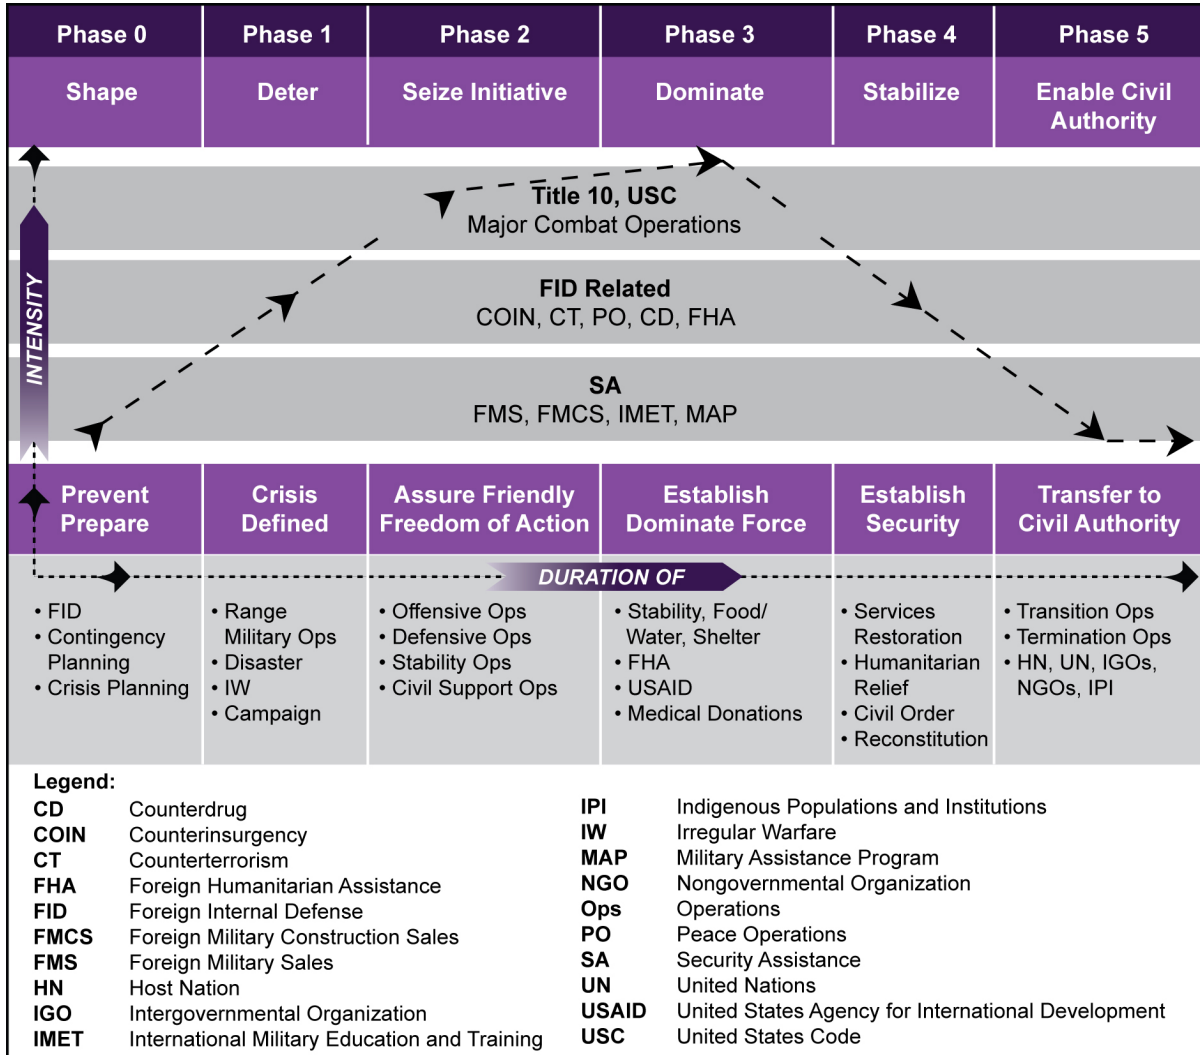 Phase 0
Phase 1
Phase 2
Phase 3
Phase 4
Phase 5
Shape
Deter
Seize Initiative
Dominate
Stabilize
Enable Civil
Authority
INTENSITY
Title 10, USC
Major Combat Operations
FID Related
COIN, CT, PO, CD, FHA
SA
FMS, FMCS, IMET, MAP
Prevent
Prepare
Crisis
Defined
Assure Friendly
Freedom of Action
Establish
Dominate Force
Establish
Security
Transfer to
Civil Authority
DURATION OF
• FID
• Contingency
Planning
• Crisis Planning
• Range
Military Ops
• Disaster
• IW
• Campaign
• Offensive Ops
• Defensive Ops
• Stability Ops
• Civil Support Ops
• Stability, Food/
Water, Shelter
• FHA
• USAID
• Medical Donations
• Services
Restoration
• Humanitarian
Relief
• Civil Order
• Reconstitution
• Transition Ops
• Termination Ops
• HN, UN, IGOs,
NGOs, IPI
Legend:
CD Counterdrug
COIN Counterinsurgency
CT Counterterrorism
FHA Foreign Humanitarian Assistance
FID Foreign Internal Defense
FMCS Foreign Military Construction Sales
FMS Foreign Military Sales
HN Host Nation
IGO Intergovernmental Organization
IMET International Military Education and Training
IPI Indigenous Populations and Institutions
IW Irregular Warfare
MAP Military Assistance Program
NGO Nongovernmental Organization
Ops Operations
PO Peace Operations
SA Security Assistance
UN United Nations
USAID United States Agency for International Development
USC United States Code